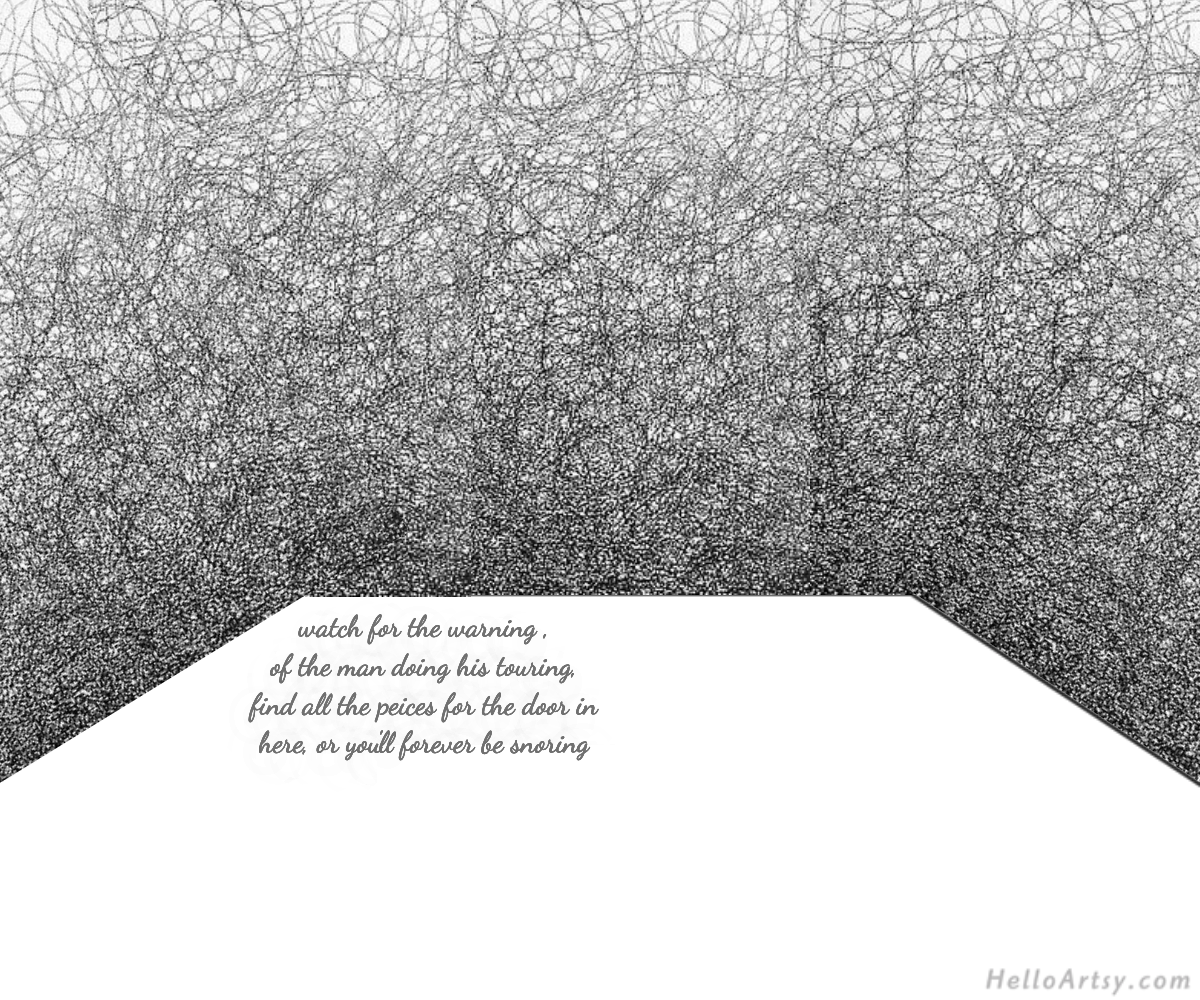 watch for the warning ,
of the man doing his touring,
find all the peices for the door in
here, or you'll forever be snoring
HelloArtsy.com